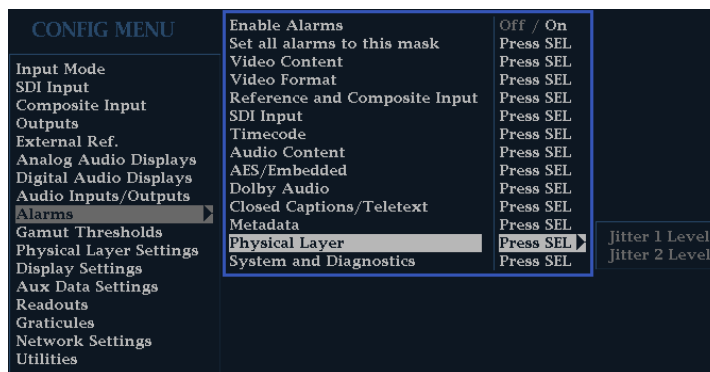 CONFIG MENU
Input Mode
SDI Input
Composite Input
Outputs
External Ref.
Analog Audio Displays
Digital Audio Displays
Audio Inputs/Outputs
Alarms
Gamut Thresholds
Physical Layer Settings
Display Settings
Aux Data Settings
Readouts
Graticules
Network Settings
Utilities
Enable Alarms Off / On
Set all alarms to this mask Press SEL
Video Content Press SEL
Video Format Press SEL
Reference and Composite Input Press SEL
SDI Input Press SEL
Timecode Press SEL
Audio Content Press SEL
AES/Embedded Press SEL
Dolby Audio Press SEL
Closed Captions/Teletext Press SEL
Metadata Press SEL
Physical Layer Press SEL
System and Diagnostics Press SEL
Jitter 1 Level
Jitter 2 Level